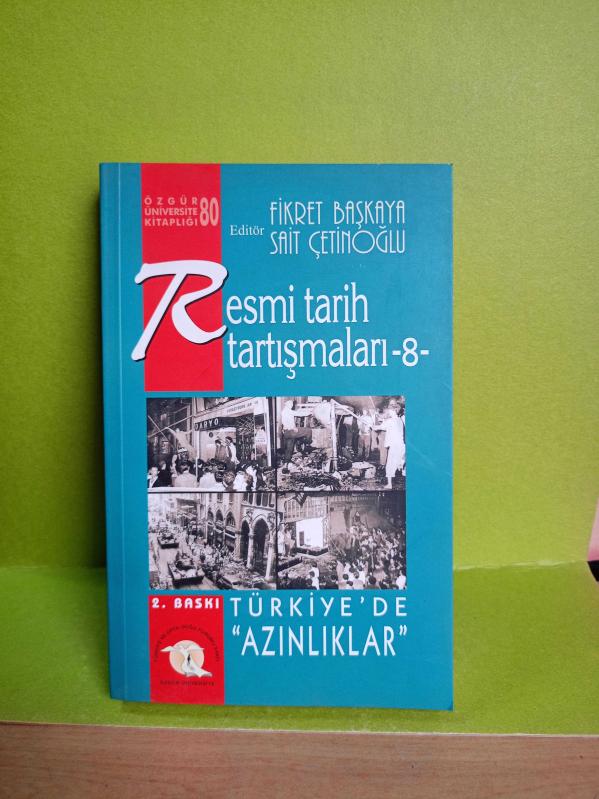 ÖZGÜR
ÜNİVERSİTE
KİTAPLIĞI
80
Editör
FİKRET BAŞKAYA
SAİT ÇETİNOĞLU
Resmi tarih
tartışmaları -8-
DARYO
2. BASKI
TÜRKİYE'DE
"AZINLIKLAR"